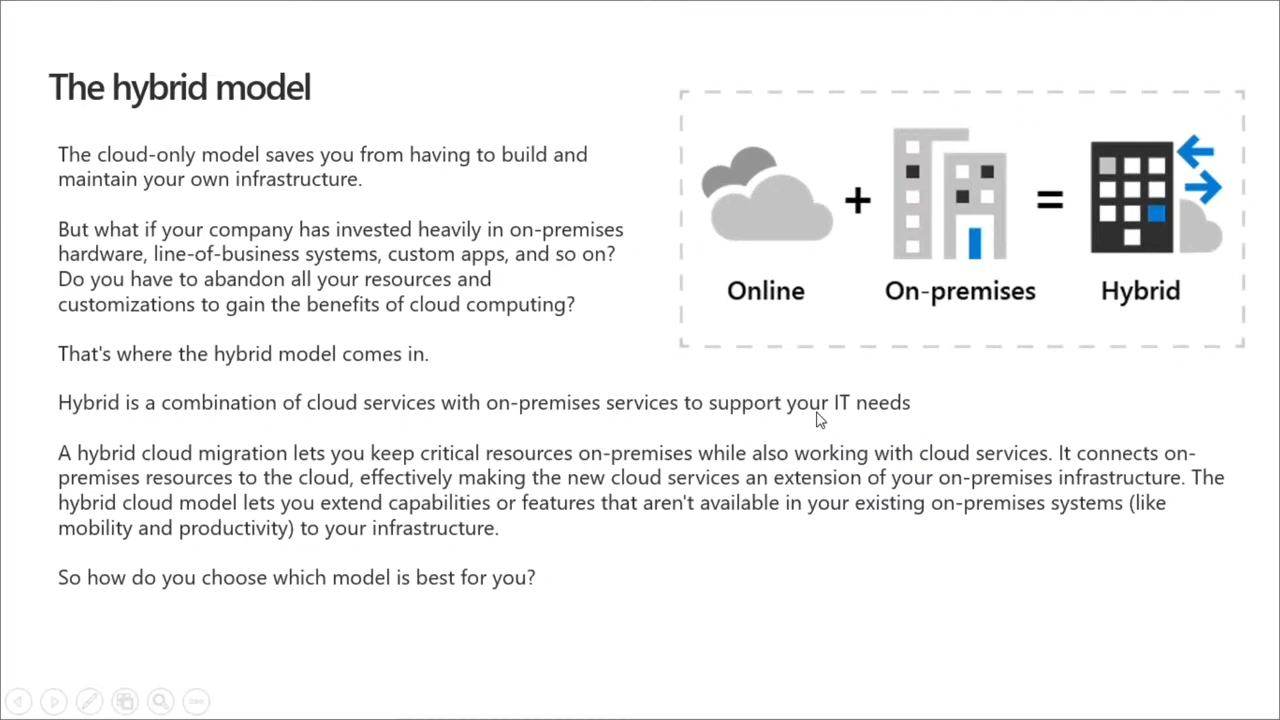 The hybrid model
The cloud-only model saves you from having to build and
maintain your own infrastructure.
But what if your company has invested heavily in on-premises
hardware, line-of-business systems, custom apps, and so on?
Do you have to abandon all your resources and
customizations to gain the benefits of cloud computing?
That's where the hybrid model comes in.
+
=
Online
On-premises
Hybrid
Hybrid is a combination of cloud services with on-premises services to support your IT needs
A hybrid cloud migration lets you keep critical resources on-premises while also working with cloud services. It connects on-
premises resources to the cloud, effectively making the new cloud services an extension of your on-premises infrastructure. The
hybrid cloud model lets you extend capabilities or features that aren't available in your existing on-premises systems (like
mobility and productivity) to your infrastructure.
So how do you choose which model is best for you?